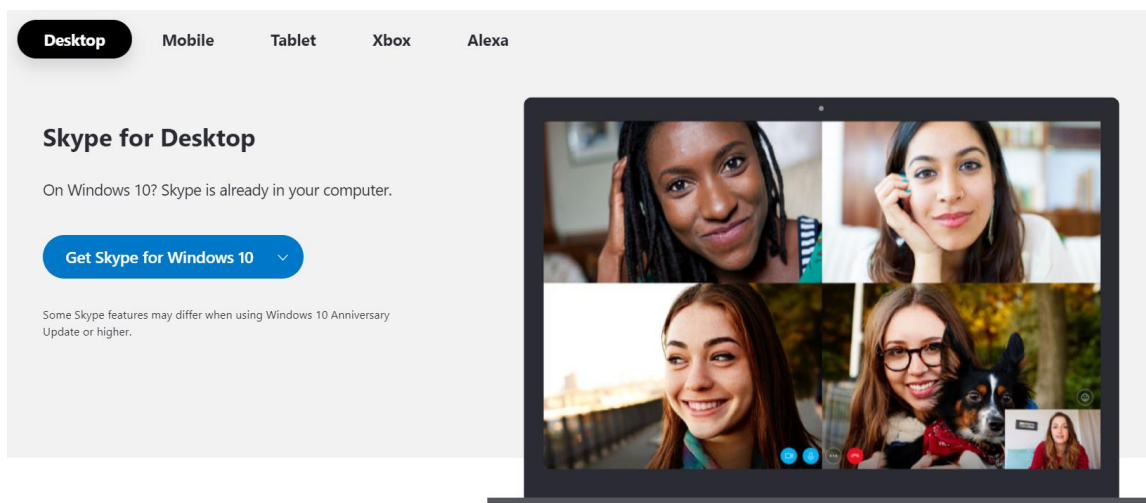 Desktop Mobile Tablet Xbox Alexa
Skype for Desktop
On Windows 10? Skype is already in your computer.
Get Skype for Windows 10
Some Skype features may differ when using Windows 10 Anniversary
Update or higher.